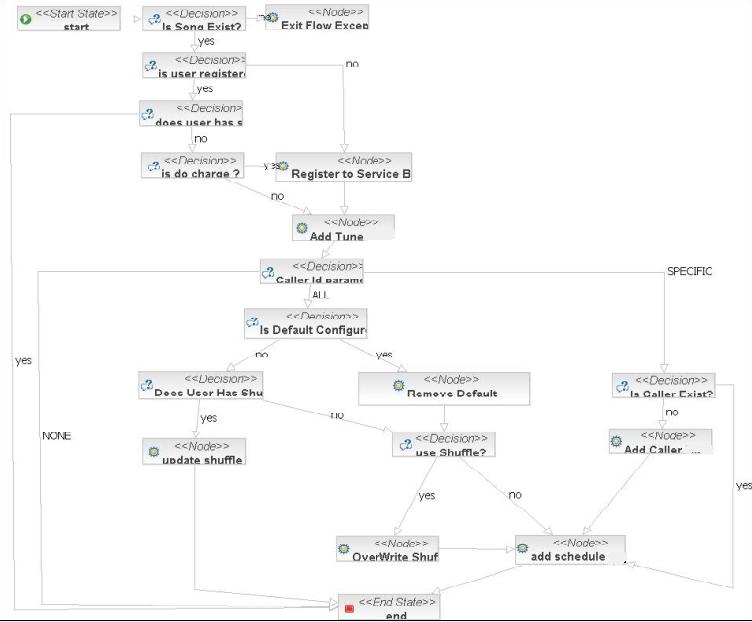 <<Start State>>
start
<<Decision>>
Is Song Exist?
no
<<Node>>
Exit Flow Excep
yes
<<Decision>
is user register
no
yes
<<Decision>
does user has s
no
<<Decision>>
is do charge ?
yes
<<Node>>
Register to Service B
no
<<Node>>
Add Tune
<<Decision>>
Caller Id parame
SPECIFIC
ALL
<<Decision>>
Is Default Configur
no
yes
yes
<<Decision>>
Does User Has Shu
<<Node>>
Remove Default
<<Decision>>
Is Caller Exist?
yes
no
no
NONE
<<Node>>
update shuffle
<<Decision>>
use Shuffle?
<<Node>>
Add Caller ...
yes
yes
no
<<Node>>
OverWrite Shuf
<<Node>>
add schedule
<<End State>>
end